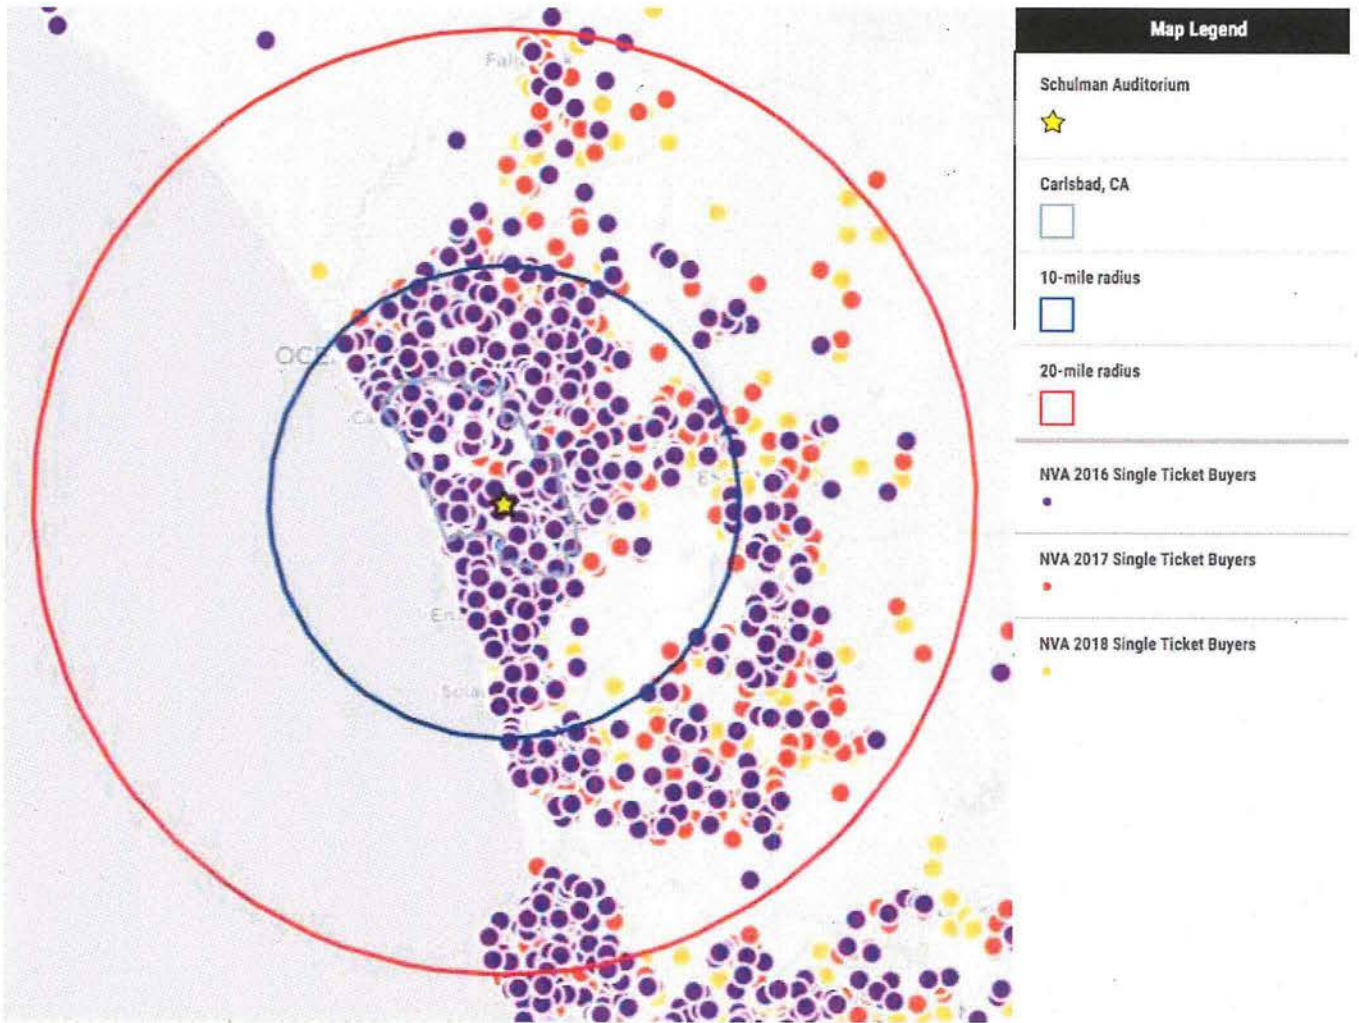 Map Legend
Schulman Auditorium
Carlsbad, CA
10-mile radius
20-mile radius
NVA 2016 Single Ticket Buyers
NVA 2017 Single Ticket Buyers
NVA 2018 Single Ticket Buyers